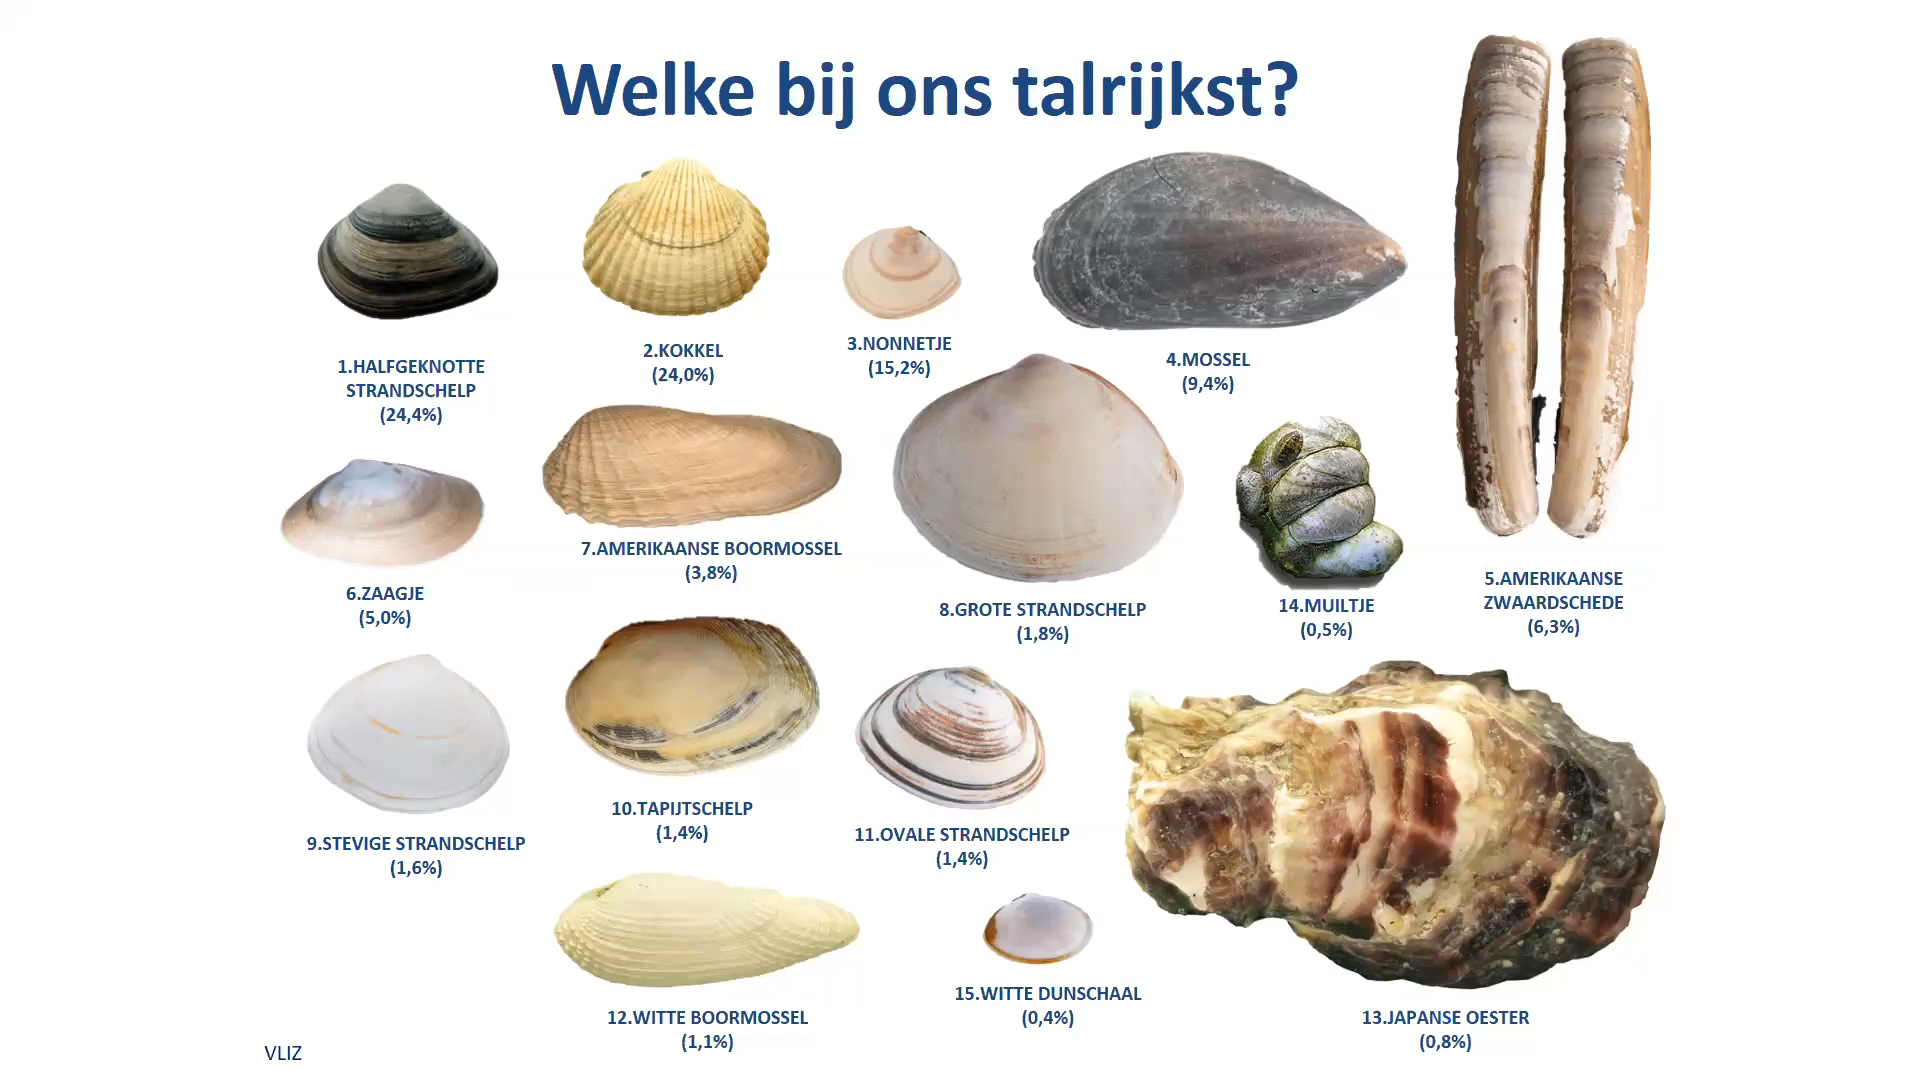 Welke bij ons talrijkst?
1.HALFGEKNOTTE
STRANDSCHELP
(24,4%)
2.KOKKEL
(24,0%)
3.NONNETJE
(15,2%)
4.MOSSEL
(9,4%)
5.AMERIKAANSE
ZWAARDSCHEDE
(6,3%)
6.ZAAGJE
(5,0%)
7.AMERIKAANSE BOORMOSSEL
(3,8%)
8.GROTE STRANDSCHELP
(1,8%)
14.MUILTJE
(0,5%)
9.STEVIGE STRANDSCHELP
(1,6%)
10.TAPIJTSCHELP
(1,4%)
11.OVALE STRANDSCHELP
(1,4%)
12.WITTE BOORMOSSEL
(1,1%)
15.WITTE DUNSCHAAL
(0,4%)
13.JAPANSE OESTER
(0,8%)
VLIZ